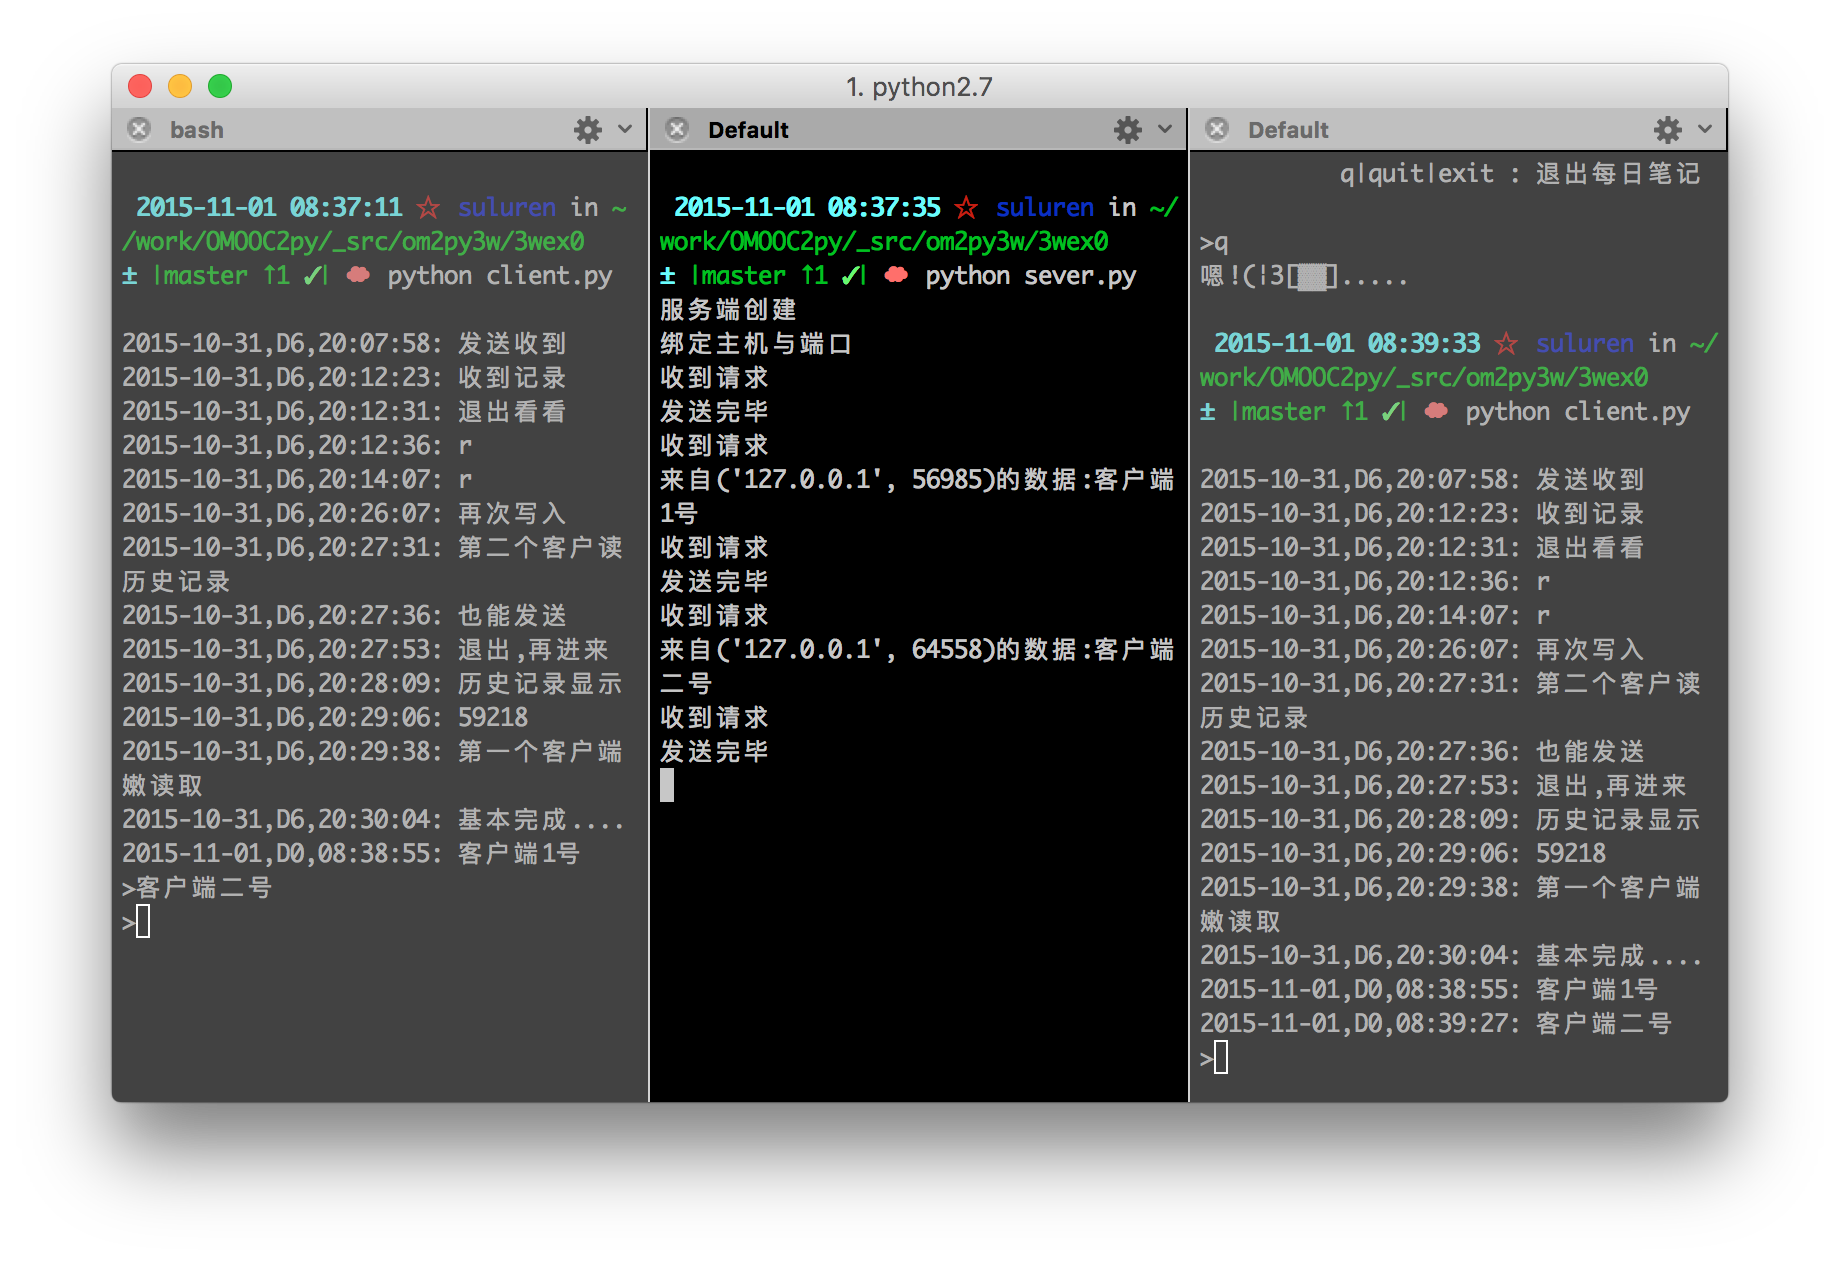 1. python2.7
bash
2015-11-01 08:37:11 ☆ suluren in ~
/work/OMOOC2py/_src/om2py3w/3wex0
± |master ↑1 ✓| python client.py
2015-10-31,D6,20:07:58: 发送收到
2015-10-31,D6,20:12:23: 收到记录
2015-10-31,D6,20:12:31: 退出看看
2015-10-31,D6,20:12:36: r
2015-10-31,D6,20:14:07: r
2015-10-31,D6,20:26:07: 再次写入
2015-10-31,D6,20:27:31: 第二个客户读
历史记录
2015-10-31,D6,20:27:36: 也能发送
2015-10-31,D6,20:27:53: 退出,再进来
2015-10-31,D6,20:28:09: 历史记录显示
2015-10-31,D6,20:29:06: 59218
2015-10-31,D6,20:29:38: 第一个客户端
嫩读取
2015-10-31,D6,20:30:04: 基本完成....
2015-11-01,D0,08:38:55: 客户端1号
>客户端二号
>
Default
2015-11-01 08:37:35 ☆ suluren in ~/
work/OMOOC2py/_src/om2py3w/3wex0
± |master ↑1 ✓| python sever.py
服务端创建
绑定主机与端口
收到请求
发送完毕
收到请求
来自('127.0.0.1', 56985)的数据:客户端
1号
收到请求
发送完毕
收到请求
来自('127.0.0.1', 64558)的数据:客户端
二号
收到请求
发送完毕
Default
q|quit|exit : 退出每日笔记
>q
嗯!(¦3[▓▓].....
2015-11-01 08:39:33 ☆ suluren in ~/
work/OMOOC2py/_src/om2py3w/3wex0
± |master ↑1 ✓| python client.py
2015-10-31,D6,20:07:58: 发送收到
2015-10-31,D6,20:12:23: 收到记录
2015-10-31,D6,20:12:31: 退出看看
2015-10-31,D6,20:12:36: r
2015-10-31,D6,20:14:07: r
2015-10-31,D6,20:26:07: 再次写入
2015-10-31,D6,20:27:31: 第二个客户读
历史记录
2015-10-31,D6,20:27:36: 也能发送
2015-10-31,D6,20:27:53: 退出,再进来
2015-10-31,D6,20:28:09: 历史记录显示
2015-10-31,D6,20:29:06: 59218
2015-10-31,D6,20:29:38: 第一个客户端
嫩读取
2015-10-31,D6,20:30:04: 基本完成....
2015-11-01,D0,08:38:55: 客户端1号
2015-11-01,D0,08:39:27: 客户端二号
>